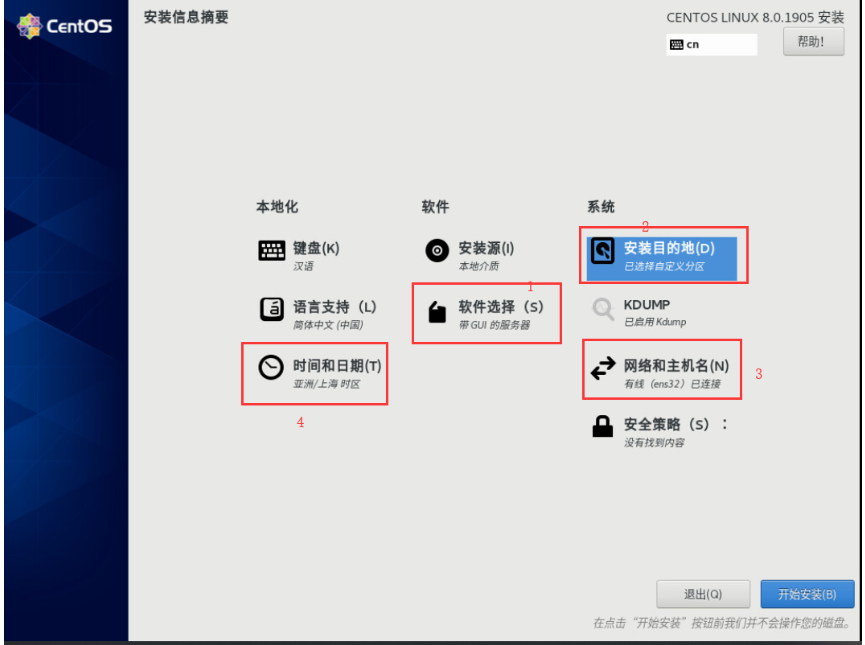 CentOS
安装信息摘要
CENTOS LINUX 8.0.1905 安装
cn
帮助!
本地化
软件
系统
键盘(K)
汉语
安装源(I)
本地介质
2
安装目的地(D)
已选择自定义分区
语言支持（L）
简体中文 (中国)
1
软件选择（S）
带 GUI 的服务器
KDUMP
已启用 Kdump
时间和日期(T)
亚洲/上海 时区
4
网络和主机名(N)
有线（ens32）已连接
3
安全策略（S）：
没有找到内容
退出(Q)
开始安装(B)
在点击“开始安装”按钮前我们并不会操作您的磁盘。